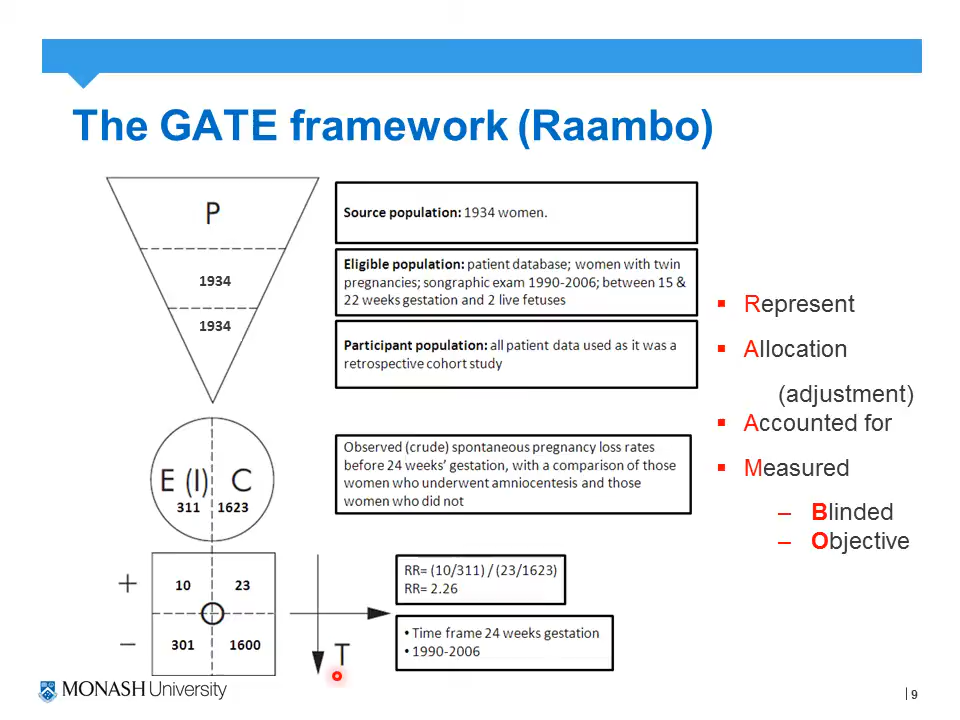 The GATE framework (Raambo)
P
1934
1934
Source population: 1934 women.
Eligible population: patient database; women with twin
pregnancies; songraphic exam 1990-2006; between 15 &
22 weeks gestation and 2 live fetuses
Participant population: all patient data used as it was a
retrospective cohort study
E (I) C
311 1623
Observed (crude) spontaneous pregnancy loss rates
before 24 weeks’ gestation, with a comparison of those
women who underwent amniocentesis and those
women who did not
+ 10 23
O
− 301 1600
T
RR= (10/311) / (23/1623)
RR= 2.26
• Time frame 24 weeks gestation
• 1990-2006
▪ Represent
▪ Allocation
(adjustment)
▪ Accounted for
▪ Measured
– Blinded
– Objective
MONASH University
9